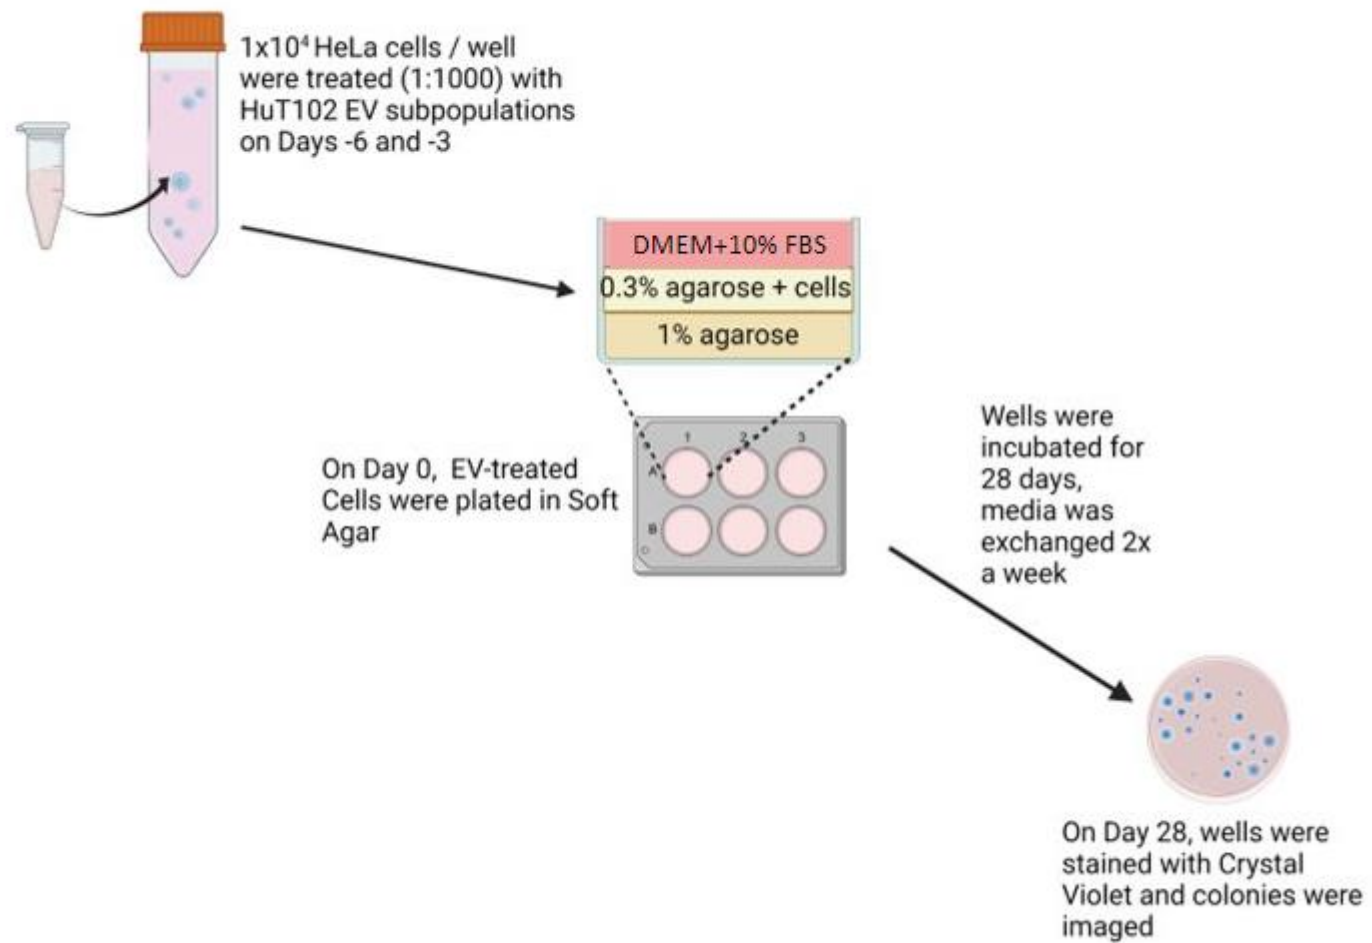 1x10⁴ HeLa cells / well
were treated (1:1000) with
HuT102 EV subpopulations
on Days -6 and -3
DMEM+10% FBS
0.3% agarose + cells
1% agarose
On Day 0, EV-treated
Cells were plated in Soft
Agar
1 2 3
A
B
Wells were
incubated for
28 days,
media was
exchanged 2x
a week
On Day 28, wells were
stained with Crystal
Violet and colonies were
imaged